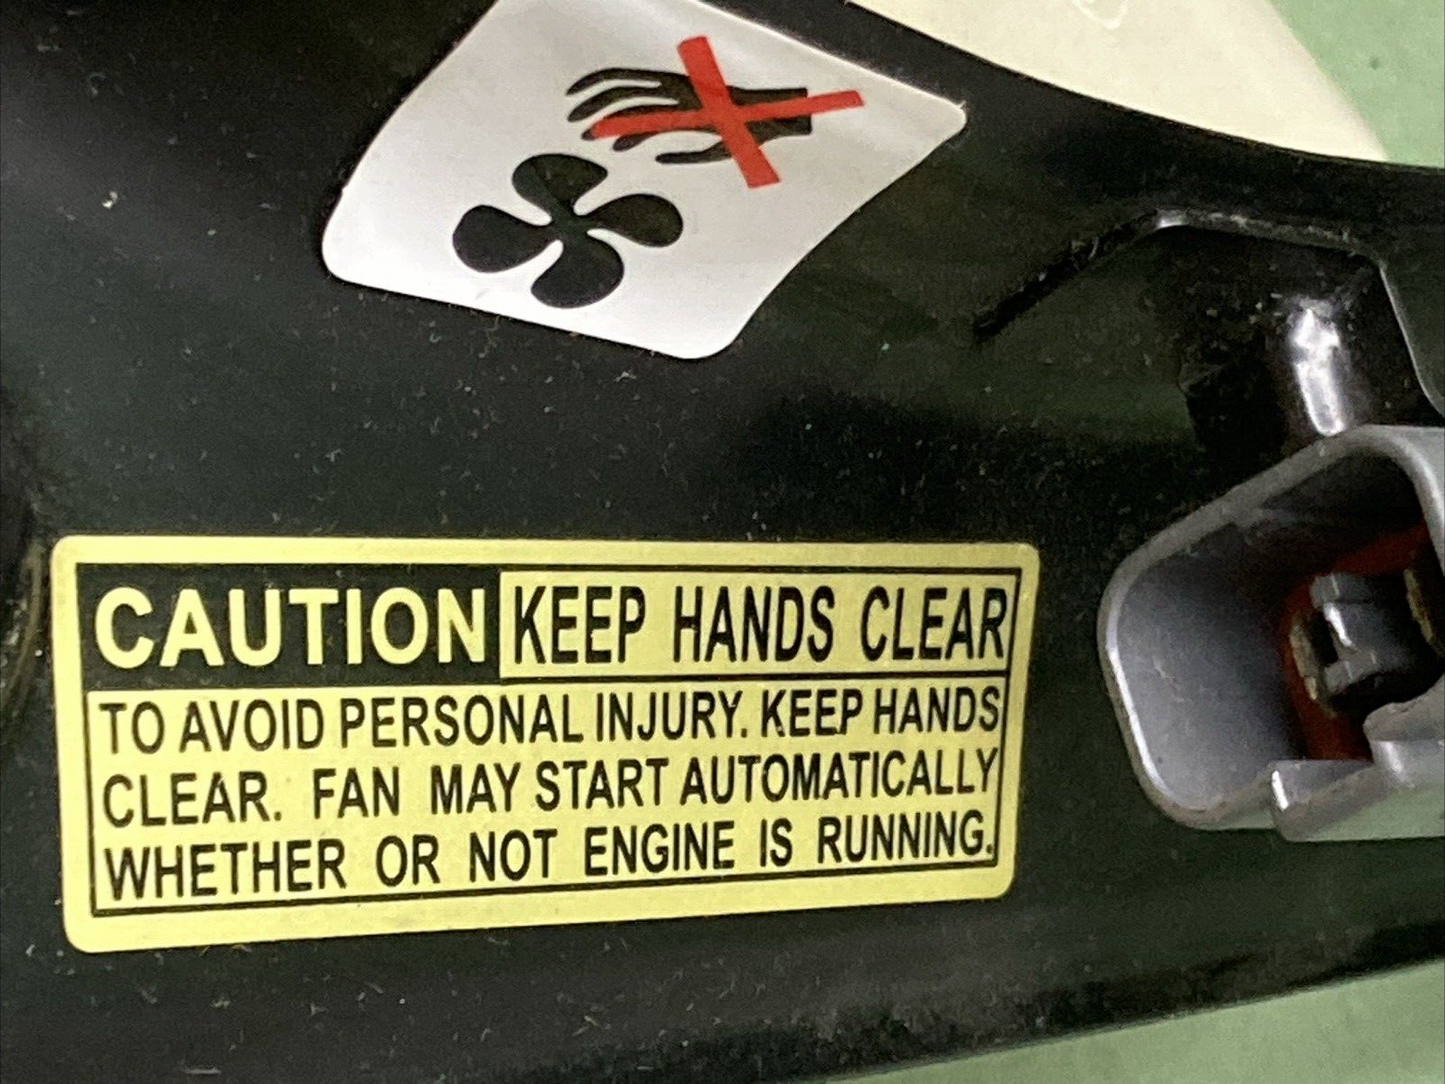 CAUTION KEEP HANDS CLEAR
TO AVOID PERSONAL INJURY. KEEP HANDS
CLEAR. FAN MAY START AUTOMATICALLY
WHETHER OR NOT ENGINE IS RUNNING.